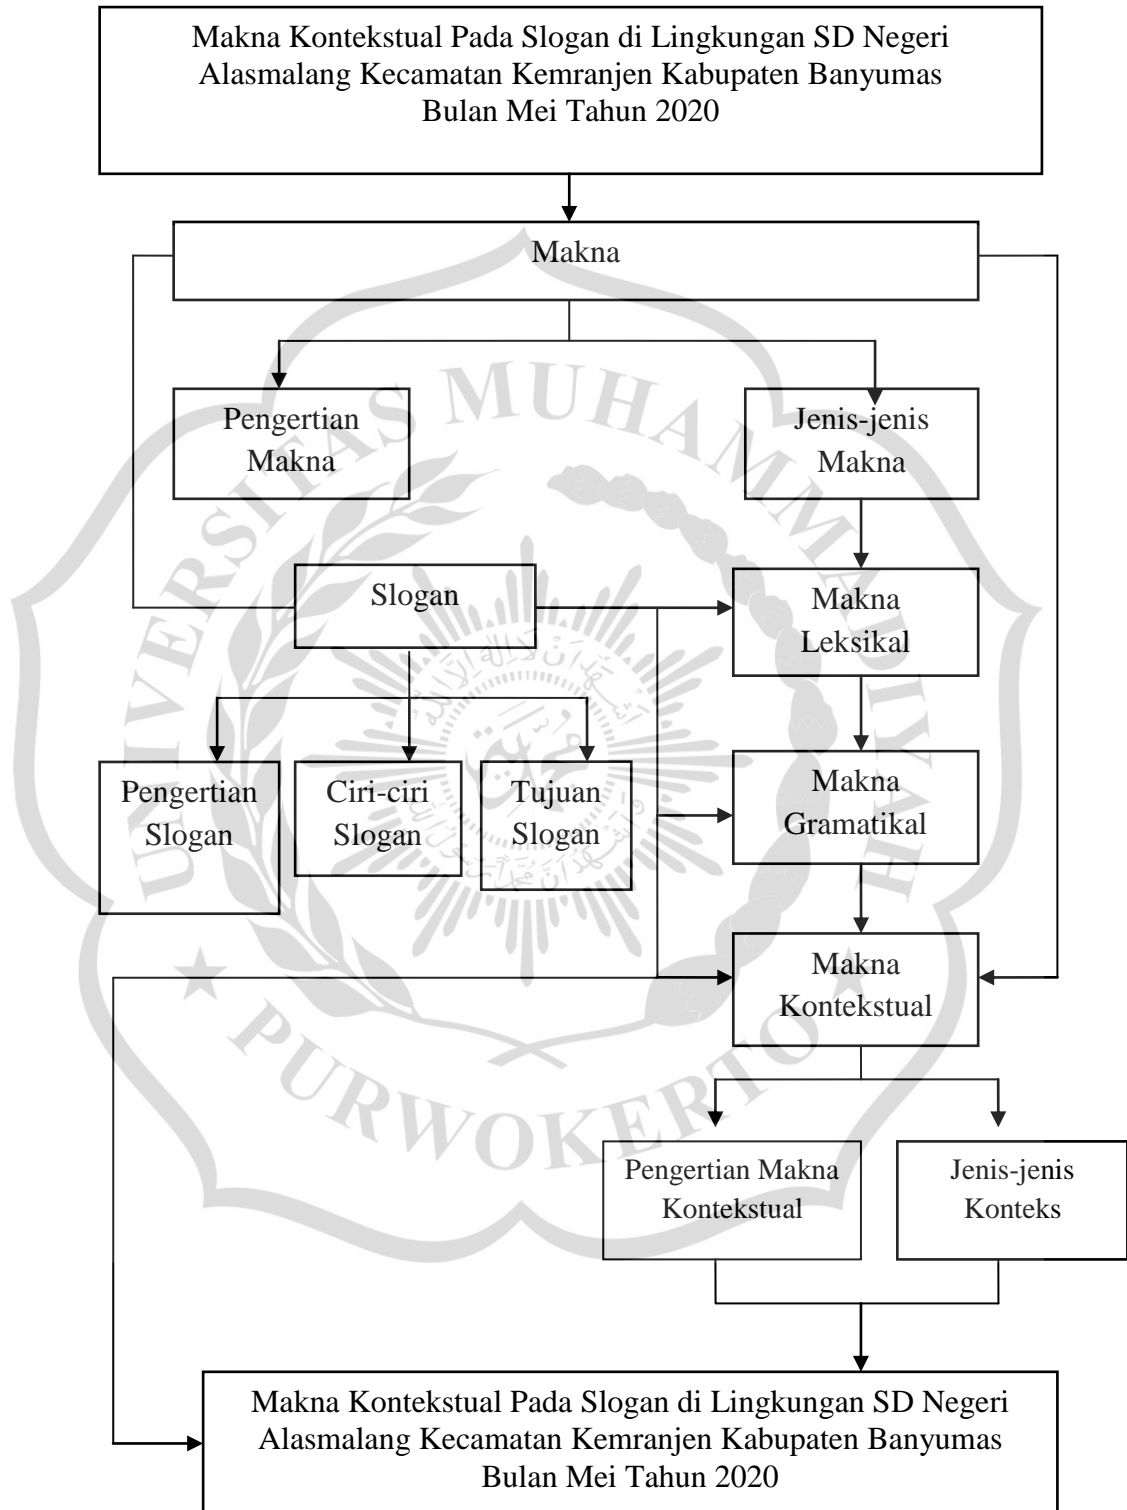 Makna Kontekstual Pada Slogan di Lingkungan SD Negeri
Alasmalang Kecamatan Kemranjen Kabupaten Banyumas
Bulan Mei Tahun 2020
Makna
Pengertian
Makna
Jenis-jenis
Makna
Slogan
Makna
Leksikal
Pengertian
Slogan
Ciri-ciri
Slogan
Tujuan
Slogan
Makna
Gramatikal
Makna
Kontekstual
Pengertian Makna
Kontekstual
Jenis-jenis
Konteks
Makna Kontekstual Pada Slogan di Lingkungan SD Negeri
Alasmalang Kecamatan Kemranjen Kabupaten Banyumas
Bulan Mei Tahun 2020
UNIVERSITAS MUHAMMADIYAH
PURWOKERTO